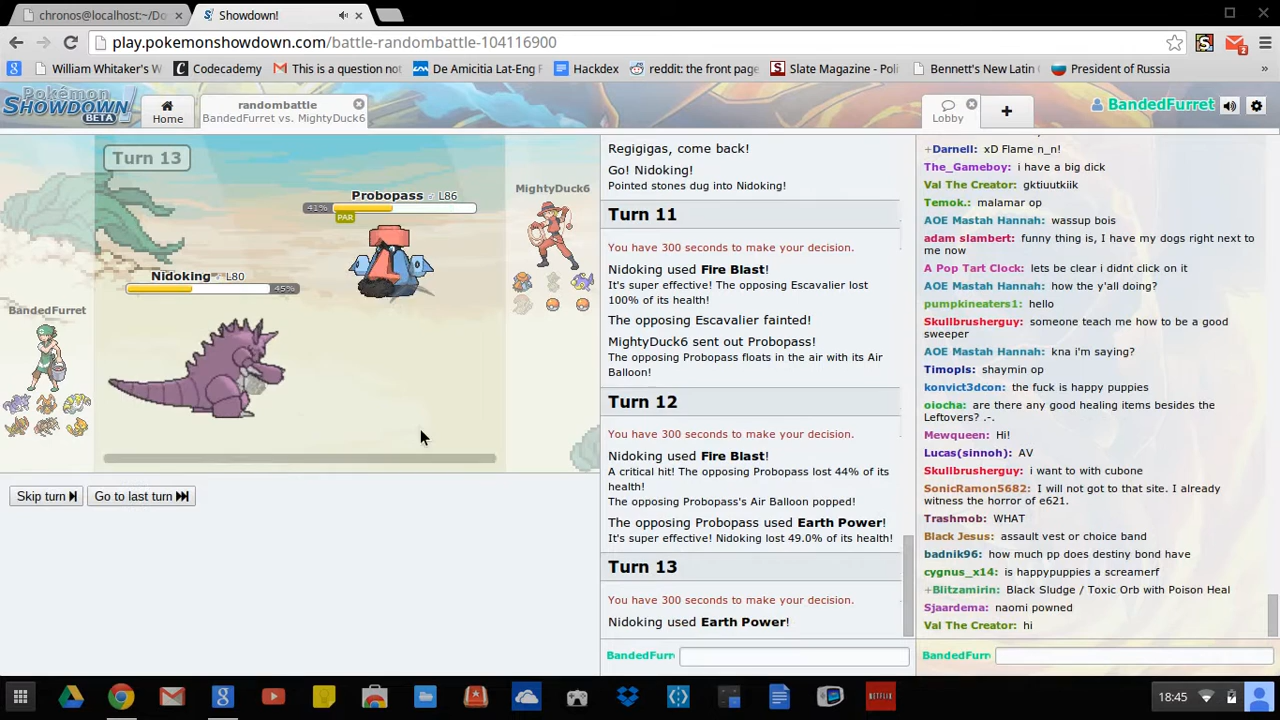 chronos@localhost:~/Do
Showdown!
play.pokemonshowdown.com/battle-randombattle-104116900
William Whitaker's W
Codecademy
This is a question not
De Amicitia Lat-Eng F
Hackdex
reddit: the front page
Slate Magazine - Poli
Bennett's New Latin
President of Russia
Pokémon
SHOWDOWN
BETA
Home
randombattle
BandedFurret vs. MightyDuck6
Lobby
BandedFurret
Turn 13
Probopass ♂ L86
41%
PAR
Nidoking ♂ L80
45%
BandedFurret
MightyDuck6
Skip turn
Go to last turn
Regigigas, come back!
Go! Nidoking!
Pointed stones dug into Nidoking!
Turn 11
You have 300 seconds to make your decision.
Nidoking used Fire Blast!
It's super effective! The opposing Escavalier lost
100% of its health!
The opposing Escavalier fainted!
MightyDuck6 sent out Probopass!
The opposing Probopass floats in the air with its Air
Balloon!
Turn 12
You have 300 seconds to make your decision.
Nidoking used Fire Blast!
A critical hit! The opposing Probopass lost 44% of its
health!
The opposing Probopass's Air Balloon popped!
The opposing Probopass used Earth Power!
It's super effective! Nidoking lost 49.0% of its health!
Turn 13
You have 300 seconds to make your decision.
Nidoking used Earth Power!
BandedFurr
+Darnell: xD Flame n_n!
The_Gameboy: i have a big dick
Val The Creator: gktiuutkiik
Temok.: malamar op
AOE Mastah Hannah: wassup bois
adam slambert: funny thing is, I have my dogs right next to
me now
A Pop Tart Clock: lets be clear i didnt click on it
AOE Mastah Hannah: how the y'all doing?
pumpkineaters1: hello
Skullbrusherguy: someone teach me how to be a good
sweeper
AOE Mastah Hannah: kna i'm saying?
Timopls: shaymin op
konvict3dcon: the fuck is happy puppies
oiocha: are there any good healing items besides the
Leftovers? .-.
Mewqueen: Hi!
Lucas(sinnoh): AV
Skullbrusherguy: i want to with cubone
SonicRamon5682: I will not got to that site. I already
witness the horror of e621.
Trashmob: WHAT
Black Jesus: assault vest or choice band
badnik96: how much pp does destiny bond have
cygnus_x14: is happypuppies a screamerf
+Blitzamirin: Black Sludge / Toxic Orb with Poison Heal
Sjaardema: naomi powned
Val The Creator: hi
BandedFurr
NETFLIX
18:45